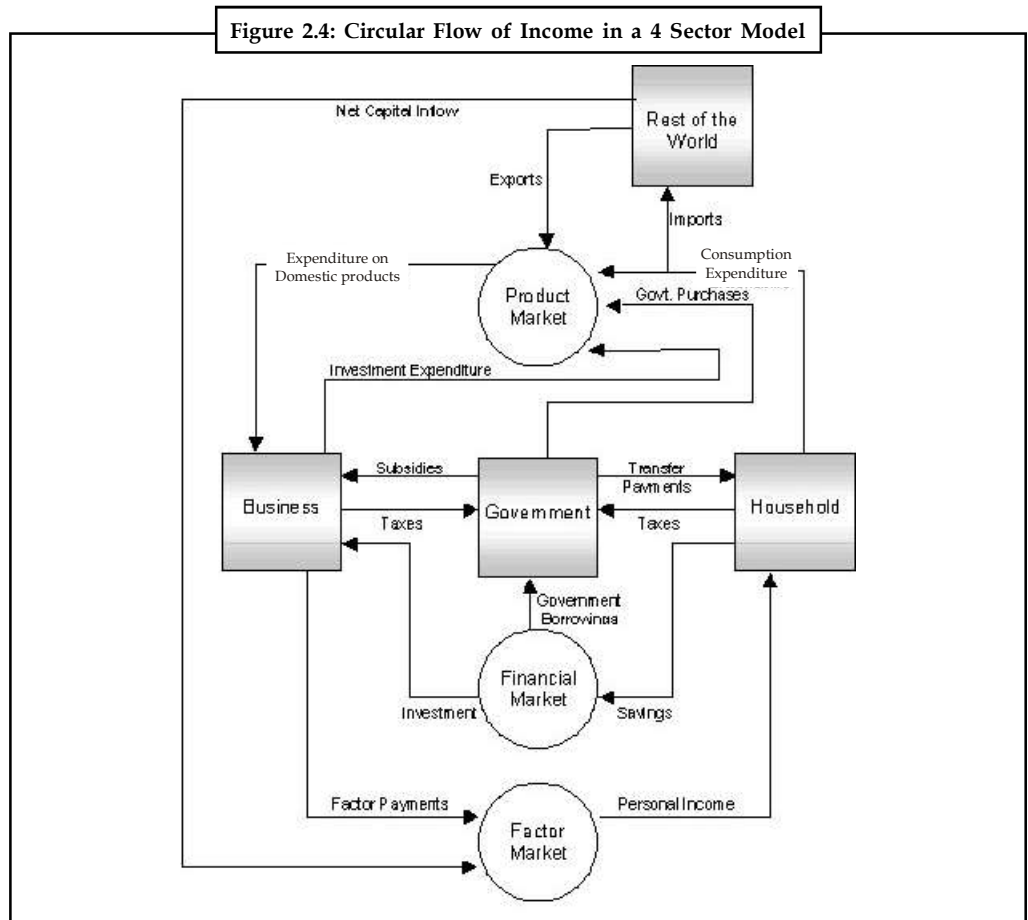 Figure 2.4: Circular Flow of Income in a 4 Sector Model
Net Capital Inflow
Rest of the
World
Exports
Imports
Expenditure on
Domestic products
Consumption
Expenditure
Product
Market
Govt. Purchases
Investment Expenditure
Subsidies
Transfer
Payments
Business
Government
Household
Taxes
Taxes
Government
Borrowings
Financial
Market
Investment
Savings
Factor Payments
Personal Income
Factor
Market